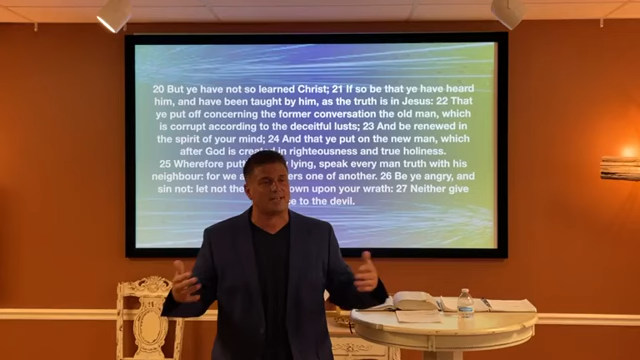 20 But ye have not so learned Christ; 21 If so be that ye have heard
him, and have been taught by him, as the truth is in Jesus: 22 That
ye put off concerning the former conversation the old man, which
is corrupt according to the deceitful lusts; 23 And be renewed in
the spirit of your mind; 24 And that ye put on the new man, which
after God is created in righteousness and true holiness.
25 Wherefore lying, speak every man truth with his
neighbour: for we one of another. 26 Be ye angry, and
sin not: let not the down upon your wrath: 27 Neither give
to the devil.